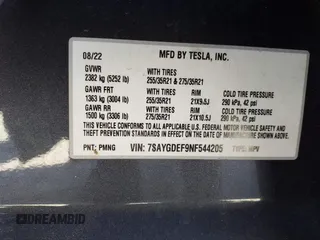 08/22 MFD BY TESLA, INC.
GVWR
2382 kg (5252 lb) WITH TIRES 255/35R21 & 275/35R21
GAWR FRT WITH TIRES RIM COLD TIRE PRESSURE
1363 kg (3004 lb) 255/35R21 21X9.5J 290 kPa, 42 psi
GAWR RR WITH TIRES RIM COLD TIRE PRESSURE
1500 kg (3306 lb) 275/35R21 21X10.5J 290 kPa, 42 psi
THIS VEHICLE CONFORMS TO ALL APPLICABLE U.S. FEDERAL MOTOR VEHICLE SAFETY AND
THEFT PREVENTION STANDARDS IN EFFECT ON THE DATE OF MANUFACTURE SHOWN ABOVE.
PNT: PMNG VIN: 7SAYGDEF9NF544205 TYPE: MPV
© DREAMBID